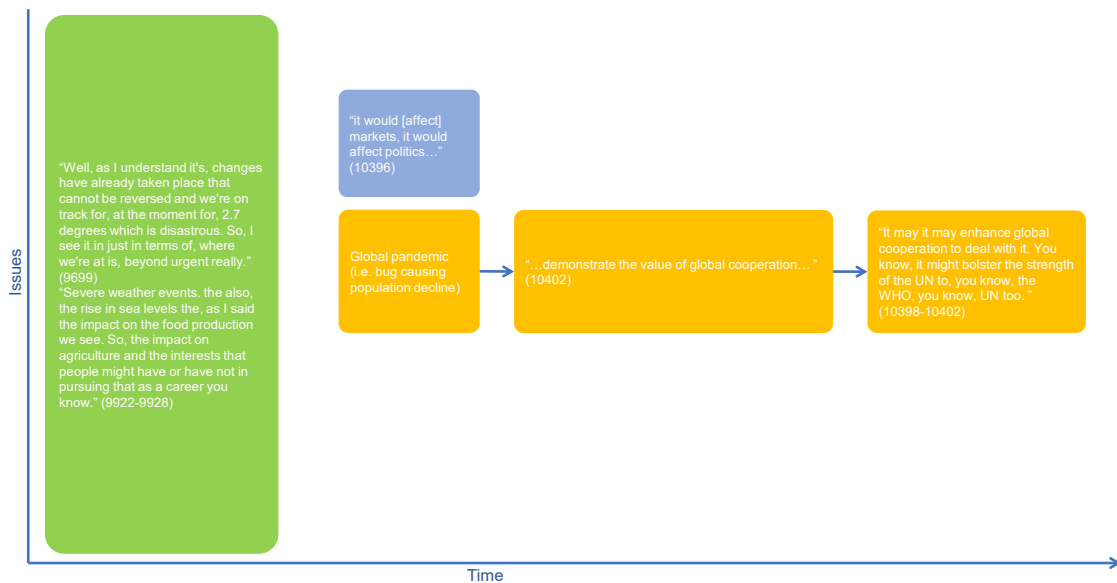 Issues
“Well, as I understand it's, changes
have already taken place that
cannot be reversed and we're on
track for, at the moment for, 2.7
degrees which is disastrous. So, I
see it in just in terms of, where
we're at is, beyond urgent really.”
(9699)
“Severe weather events. the also,
the rise in sea levels the, as I said
the impact on the food production
we see. So, the impact on
agriculture and the interests that
people might have or have not in
pursuing that as a career you
know.” (9922-9928)
“it would [affect]
markets, it would
affect politics…”
(10396)
Global pandemic
(i.e. bug causing
population decline)
“…demonstrate the value of global cooperation… “
(10402)
“It may it may enhance global
cooperation to deal with it. You
know, it might bolster the strength
of the UN to, you know, the
WHO, you know, UN too. ”
(10398-10402)
Time